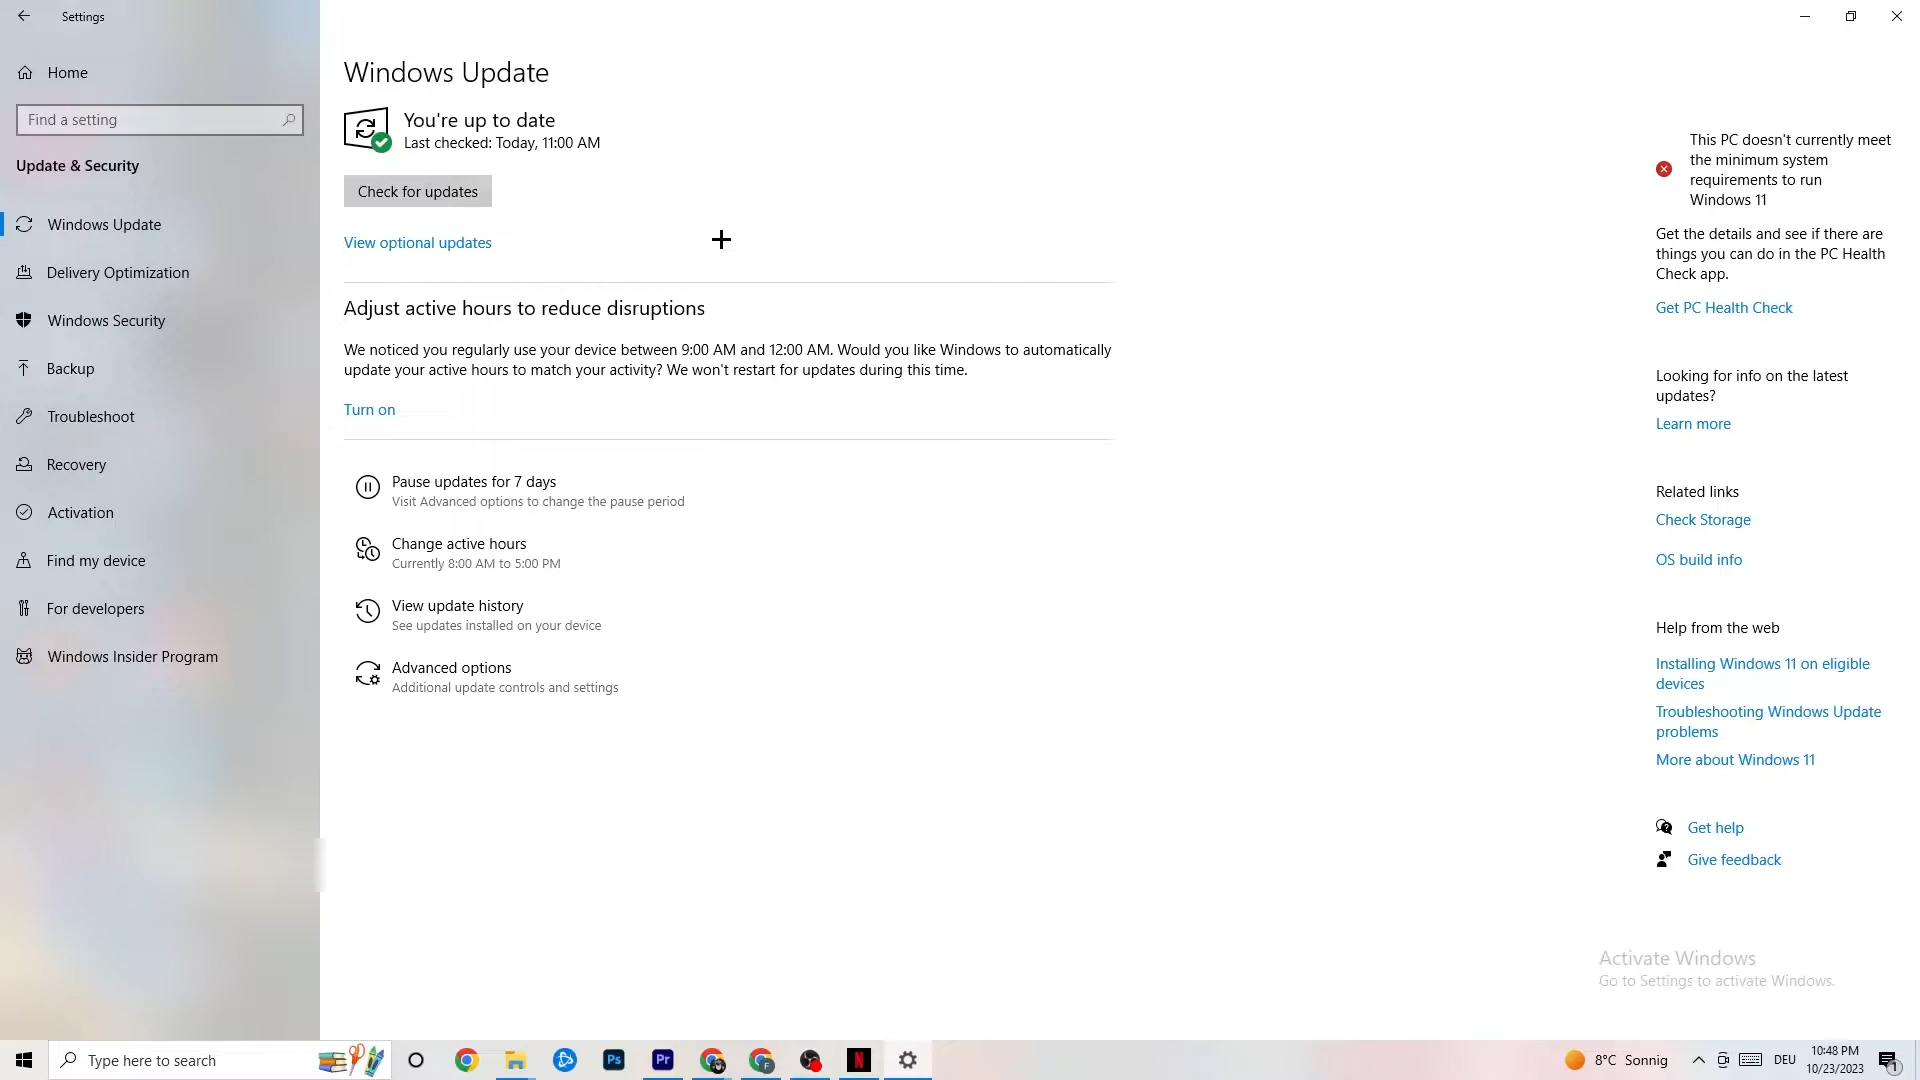 Settings
Home
Find a setting
Update & Security
Windows Update
Delivery Optimization
Windows Security
Backup
Troubleshoot
Recovery
Activation
Find my device
For developers
Windows Insider Program
Windows Update
You're up to date
Last checked: Today, 11:00 AM
Check for updates
View optional updates
Adjust active hours to reduce disruptions
We noticed you regularly use your device between 9:00 AM and 12:00 AM. Would you like Windows to automatically
update your active hours to match your activity? We won't restart for updates during this time.
Turn on
Pause updates for 7 days
Visit Advanced options to change the pause period
Change active hours
Currently 8:00 AM to 5:00 PM
View update history
See updates installed on your device
Advanced options
Additional update controls and settings
This PC doesn't currently meet
the minimum system
requirements to run
Windows 11
Get the details and see if there are
things you can do in the PC Health
Check app.
Get PC Health Check
Looking for info on the latest
updates?
Learn more
Related links
Check Storage
OS build info
Help from the web
Installing Windows 11 on eligible
devices
Troubleshooting Windows Update
problems
More about Windows 11
Get help
Give feedback
Activate Windows
Go to Settings to activate Windows.
Type here to search
Ps
Pr
F
N
8°C Sonnig
DEU
10:48 PM
10/23/2023
1